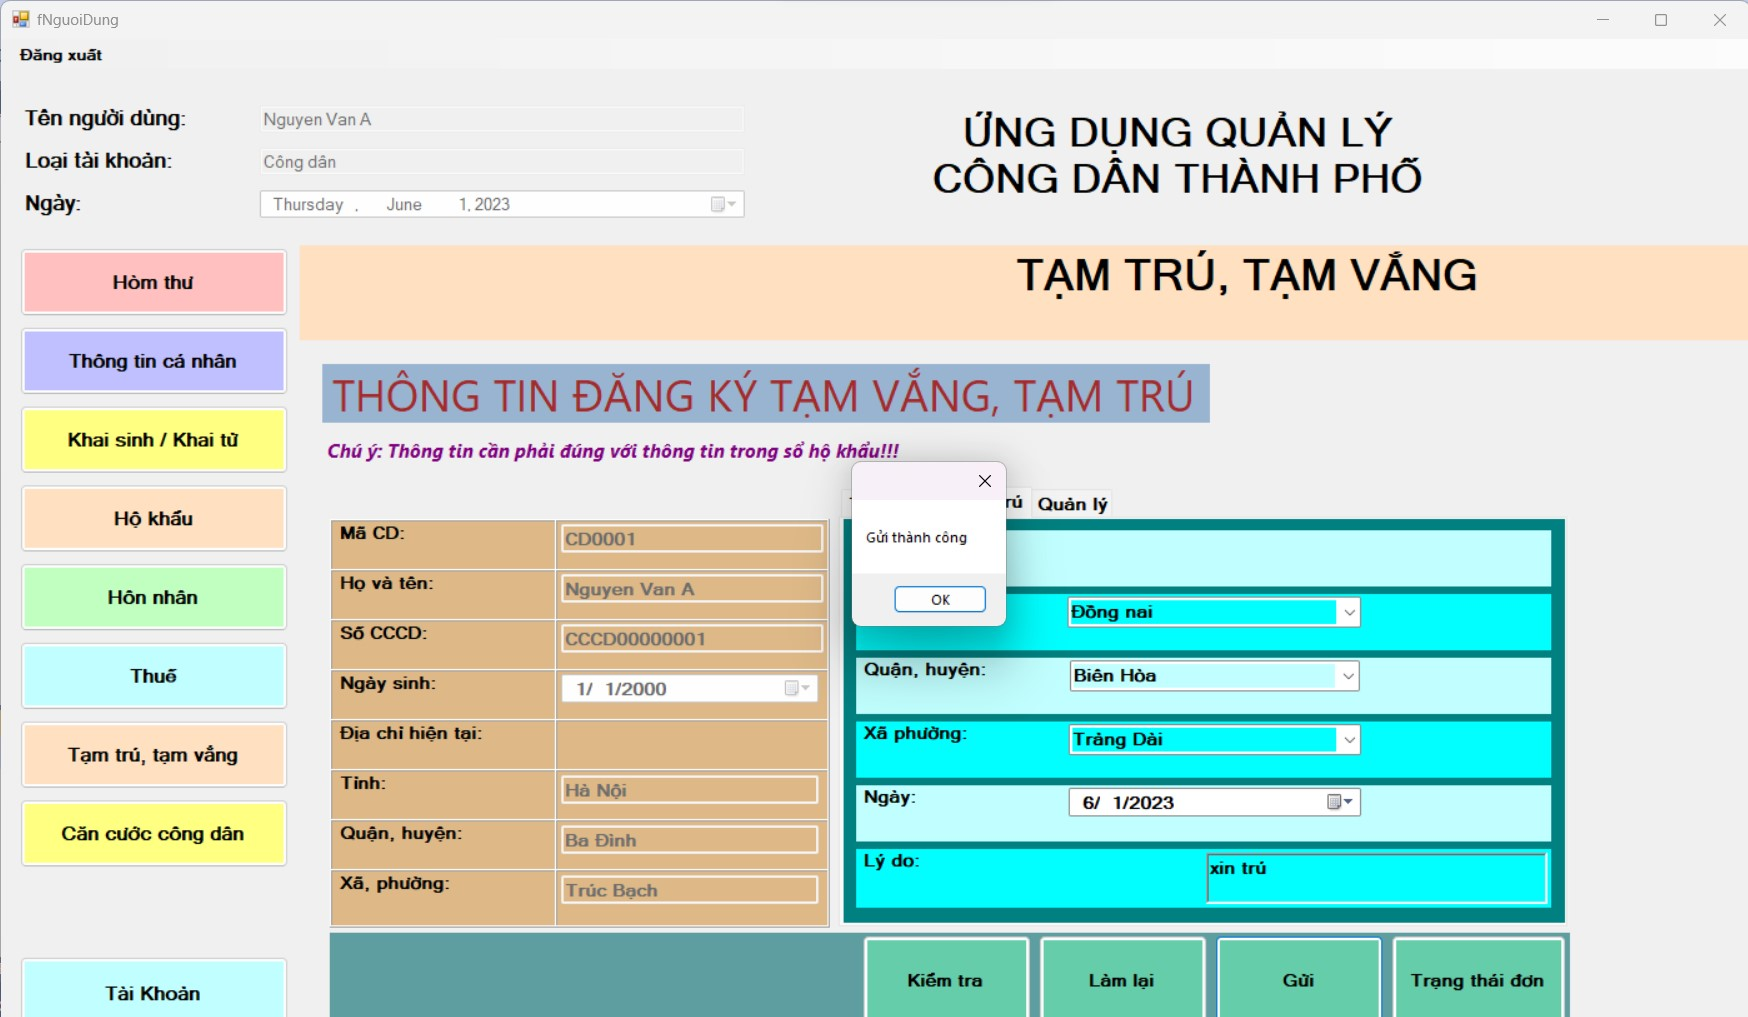 fNguoiDung
Đăng xuất
Tên người dùng: Nguyen Van A
Loại tài khoản: Công dân
Ngày: Thursday , June 1, 2023
ỨNG DỤNG QUẢN LÝ
CÔNG DÂN THÀNH PHỐ
Hòm thư
Thông tin cá nhân
Khai sinh / Khai tử
Hộ khẩu
Hôn nhân
Thuế
Tạm trú, tạm vắng
Căn cước công dân
Tài Khoản
TẠM TRÚ, TẠM VẮNG
THÔNG TIN ĐĂNG KÝ TẠM VẮNG, TẠM TRÚ
Chú ý: Thông tin cần phải đúng với thông tin trong sổ hộ khẩu!!!
Mã CD: CD0001
Họ và tên: Nguyen Van A
Số CCCD: CCCD00000001
Ngày sinh: 1/ 1/2000
Địa chỉ hiện tại:
Tỉnh: Hà Nội
Quận, huyện: Ba Đình
Xã, phường: Trúc Bạch
Quản lý
Gửi thành công
OK
Đồng nai
Quận, huyện: Biên Hòa
Xã phường: Trảng Dài
Ngày: 6/ 1/2023
Lý do: xin trú
Kiểm tra
Làm lại
Gửi
Trạng thái đơn